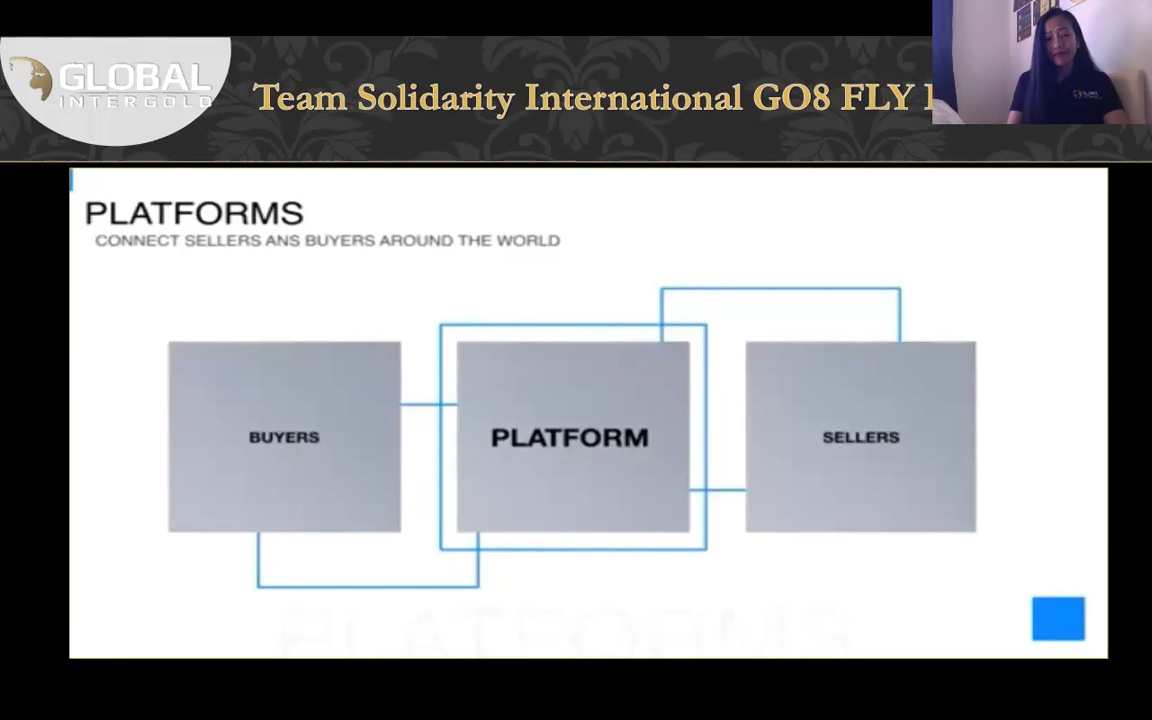 GLOBAL
INTERGOLD
Team Solidarity International GO8 FLY
PLATFORMS
CONNECT SELLERS ANS BUYERS AROUND THE WORLD
BUYERS
PLATFORM
SELLERS
PLATFORMS